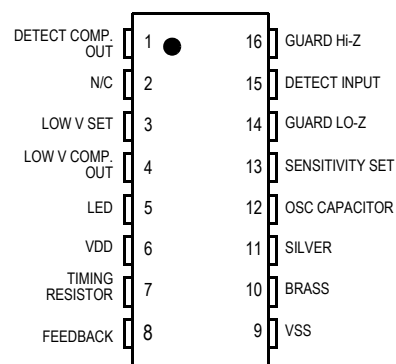 DETECT COMP.
OUT
1
16
GUARD Hi-Z
N/C
2
15
DETECT INPUT
LOW V SET
3
14
GUARD LO-Z
LOW V COMP.
OUT
4
13
SENSITIVITY SET
LED
5
12
OSC CAPACITOR
VDD
6
11
SILVER
TIMING
RESISTOR
7
10
BRASS
FEEDBACK
8
9
VSS